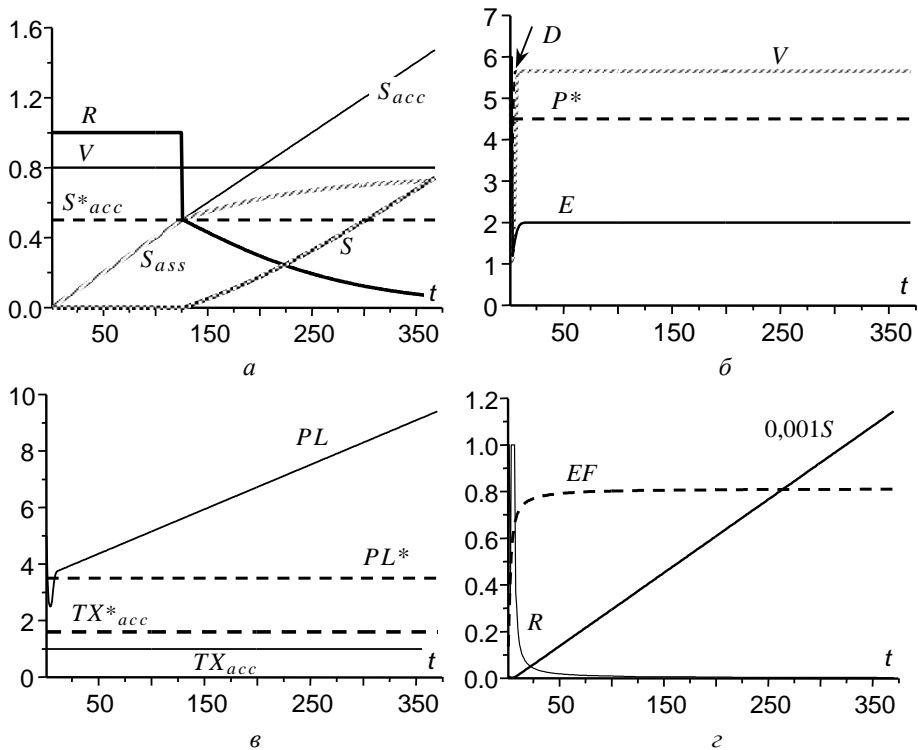 1.6
1.2
0.8
0.4
0.0
R
V
S*acc
Sass
Sacc
S
t
50 150 250 350
а
7
6
5
4
3
2
1
0
D
V
P*
E
t
50 150 250 350
б
10
8
6
4
2
0
PL
PL*
TX*acc
TXacc
t
50 150 250 350
в
1.2
1.0
0.8
0.6
0.4
0.2
0.0
0,001S
EF
R
t
50 150 250 350
г